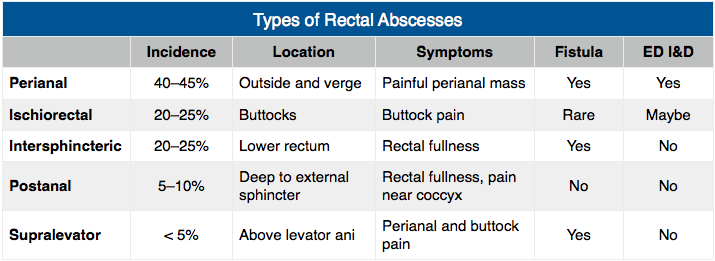 Types of Rectal Abscesses
Incidence Location Symptoms Fistula ED I&D
Perianal 40–45% Outside and verge Painful perianal mass Yes Yes
Ischiorectal 20–25% Buttocks Buttock pain Rare Maybe
Intersphincteric 20–25% Lower rectum Rectal fullness Yes No
Postanal 5–10% Deep to external sphincter Rectal fullness, pain near coccyx No No
Supralevator < 5% Above levator ani Perianal and buttock pain Yes No